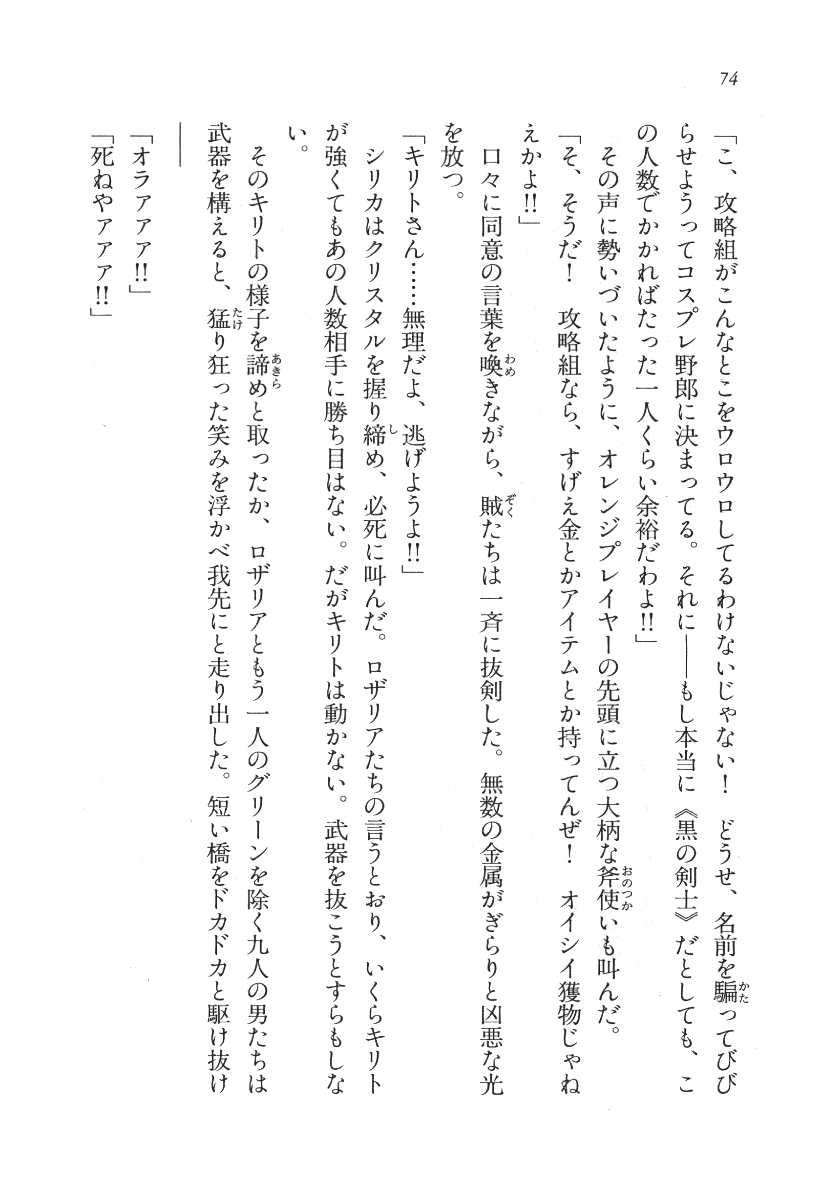 74
「こ、攻略組がこんなとこをウロウロしてるわけないじゃない！　どうせ、名前を騙ってびび
らせようってコスプレ野郎に決まってる。それに――もし本当に《黒の剣士》だとしても、こ
の人数でかかればたった一人くらい余裕だわよ!!」
　その声に勢いづいたように、オレンジプレイヤーの先頭に立つ大柄な斧使いも叫んだ。
「そ、そうだ！　攻略組なら、すげえ金とかアイテムとか持ってんぜ！　オイシイ獲物じゃね
えかよ!!」
　口々に同意の言葉を喚きながら、賊たちは一斉に抜剣した。無数の金属がぎらりと凶悪な光
を放つ。
「キリトさん……無理だよ、逃げようよ!!」
　シリカはクリスタルを握り締め、必死に叫んだ。ロザリアたちの言うとおり、いくらキリト
が強くてもあの人数相手に勝ち目はない。だがキリトは動かない。武器を抜こうとすらもしな
い。
　そのキリトの様子を諦めと取ったか、ロザリアともう一人のグリーンを除く九人の男たちは
武器を構えると、猛り狂った笑みを浮かべ我先にと走り出した。短い橋をドカドカと駆け抜け
――
「オラァァァ!!」
「死ねやァァァ!!」